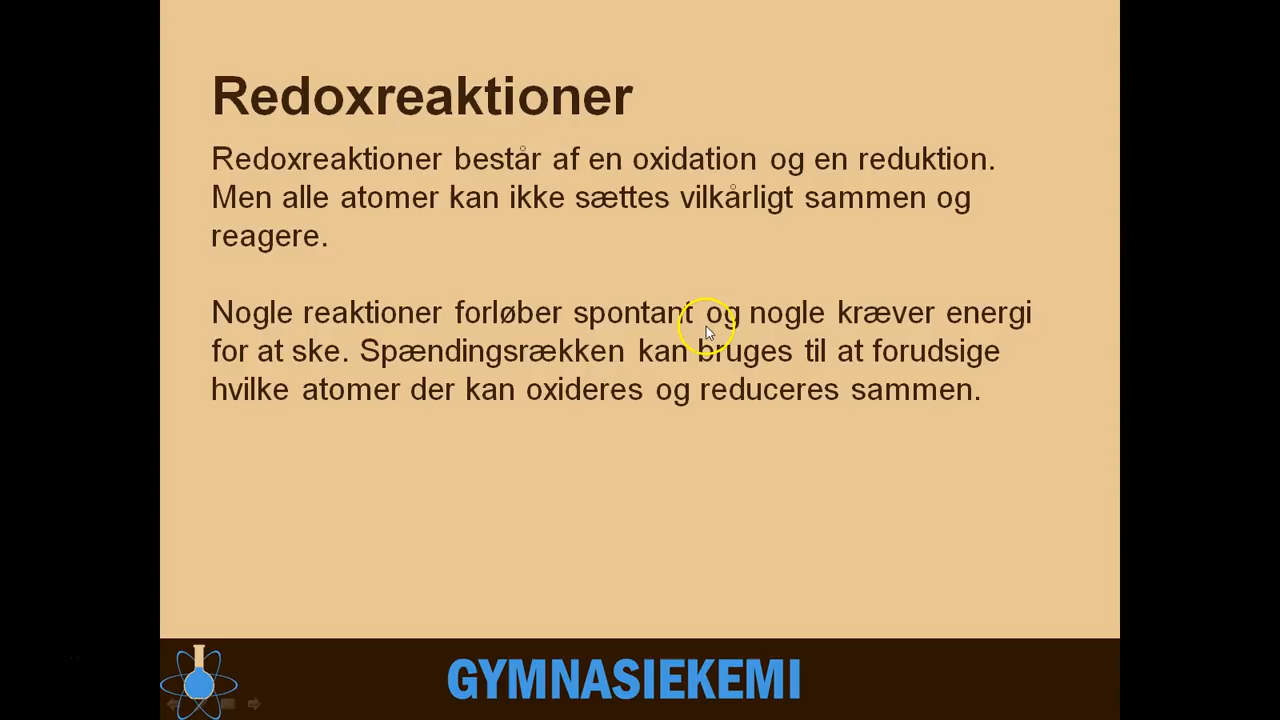 Redoxreaktioner
Redoxreaktioner består af en oxidation og en reduktion.
Men alle atomer kan ikke sættes vilkårligt sammen og
reagere.
Nogle reaktioner forløber spontant og nogle kræver energi
for at ske. Spændingsrækken kan bruges til at forudsige
hvilke atomer der kan oxideres og reduceres sammen.
GYMNASIEKEMI